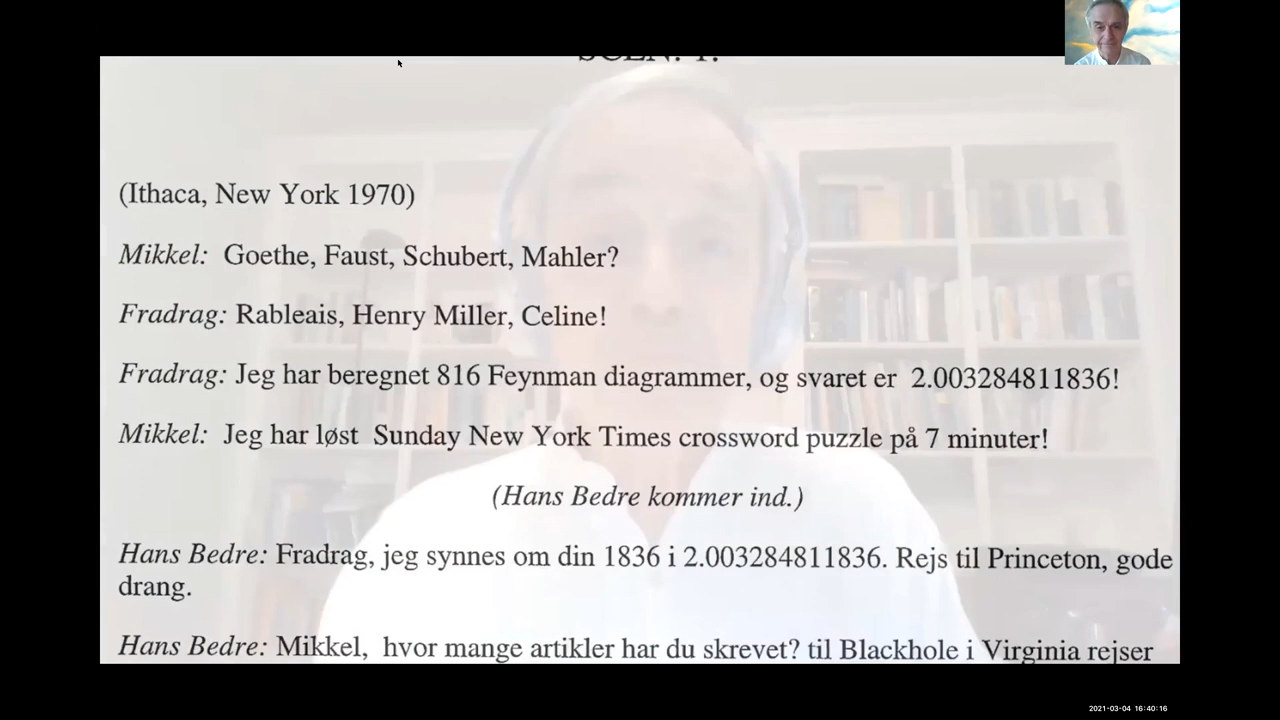 SCEN. 1.
(Ithaca, New York 1970)
Mikkel: Goethe, Faust, Schubert, Mahler?
Fradrag: Rableais, Henry Miller, Celine!
Fradrag: Jeg har beregnet 816 Feynman diagrammer, og svaret er 2.003284811836!
Mikkel: Jeg har løst Sunday New York Times crossword puzzle på 7 minuter!
(Hans Bedre kommer ind.)
Hans Bedre: Fradrag, jeg synnes om din 1836 i 2.003284811836. Rejs til Princeton, gode
drang.
Hans Bedre: Mikkel, hvor mange artikler har du skrevet? til Blackhole i Virginia rejser
2021-03-04 16:40:16